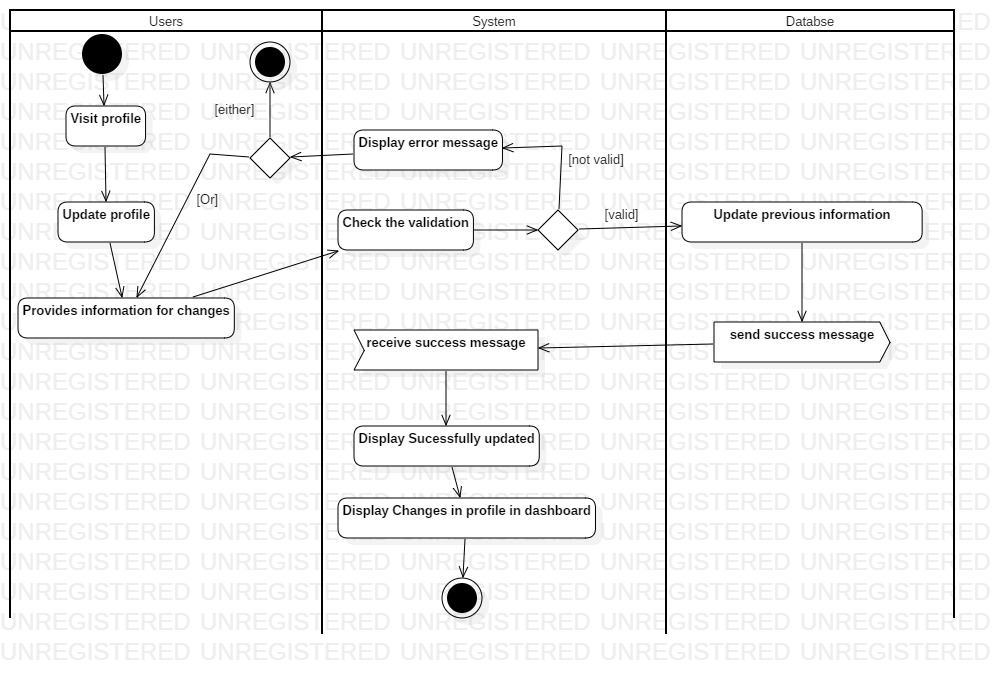 Users
System
Databse
Visit profile
[either]
Display error message
[not valid]
[Or]
Update profile
Check the validation
[valid]
Update previous information
Provides information for changes
receive success message
send success message
Display Sucessfully updated
Display Changes in profile in dashboard
UNREGISTERED